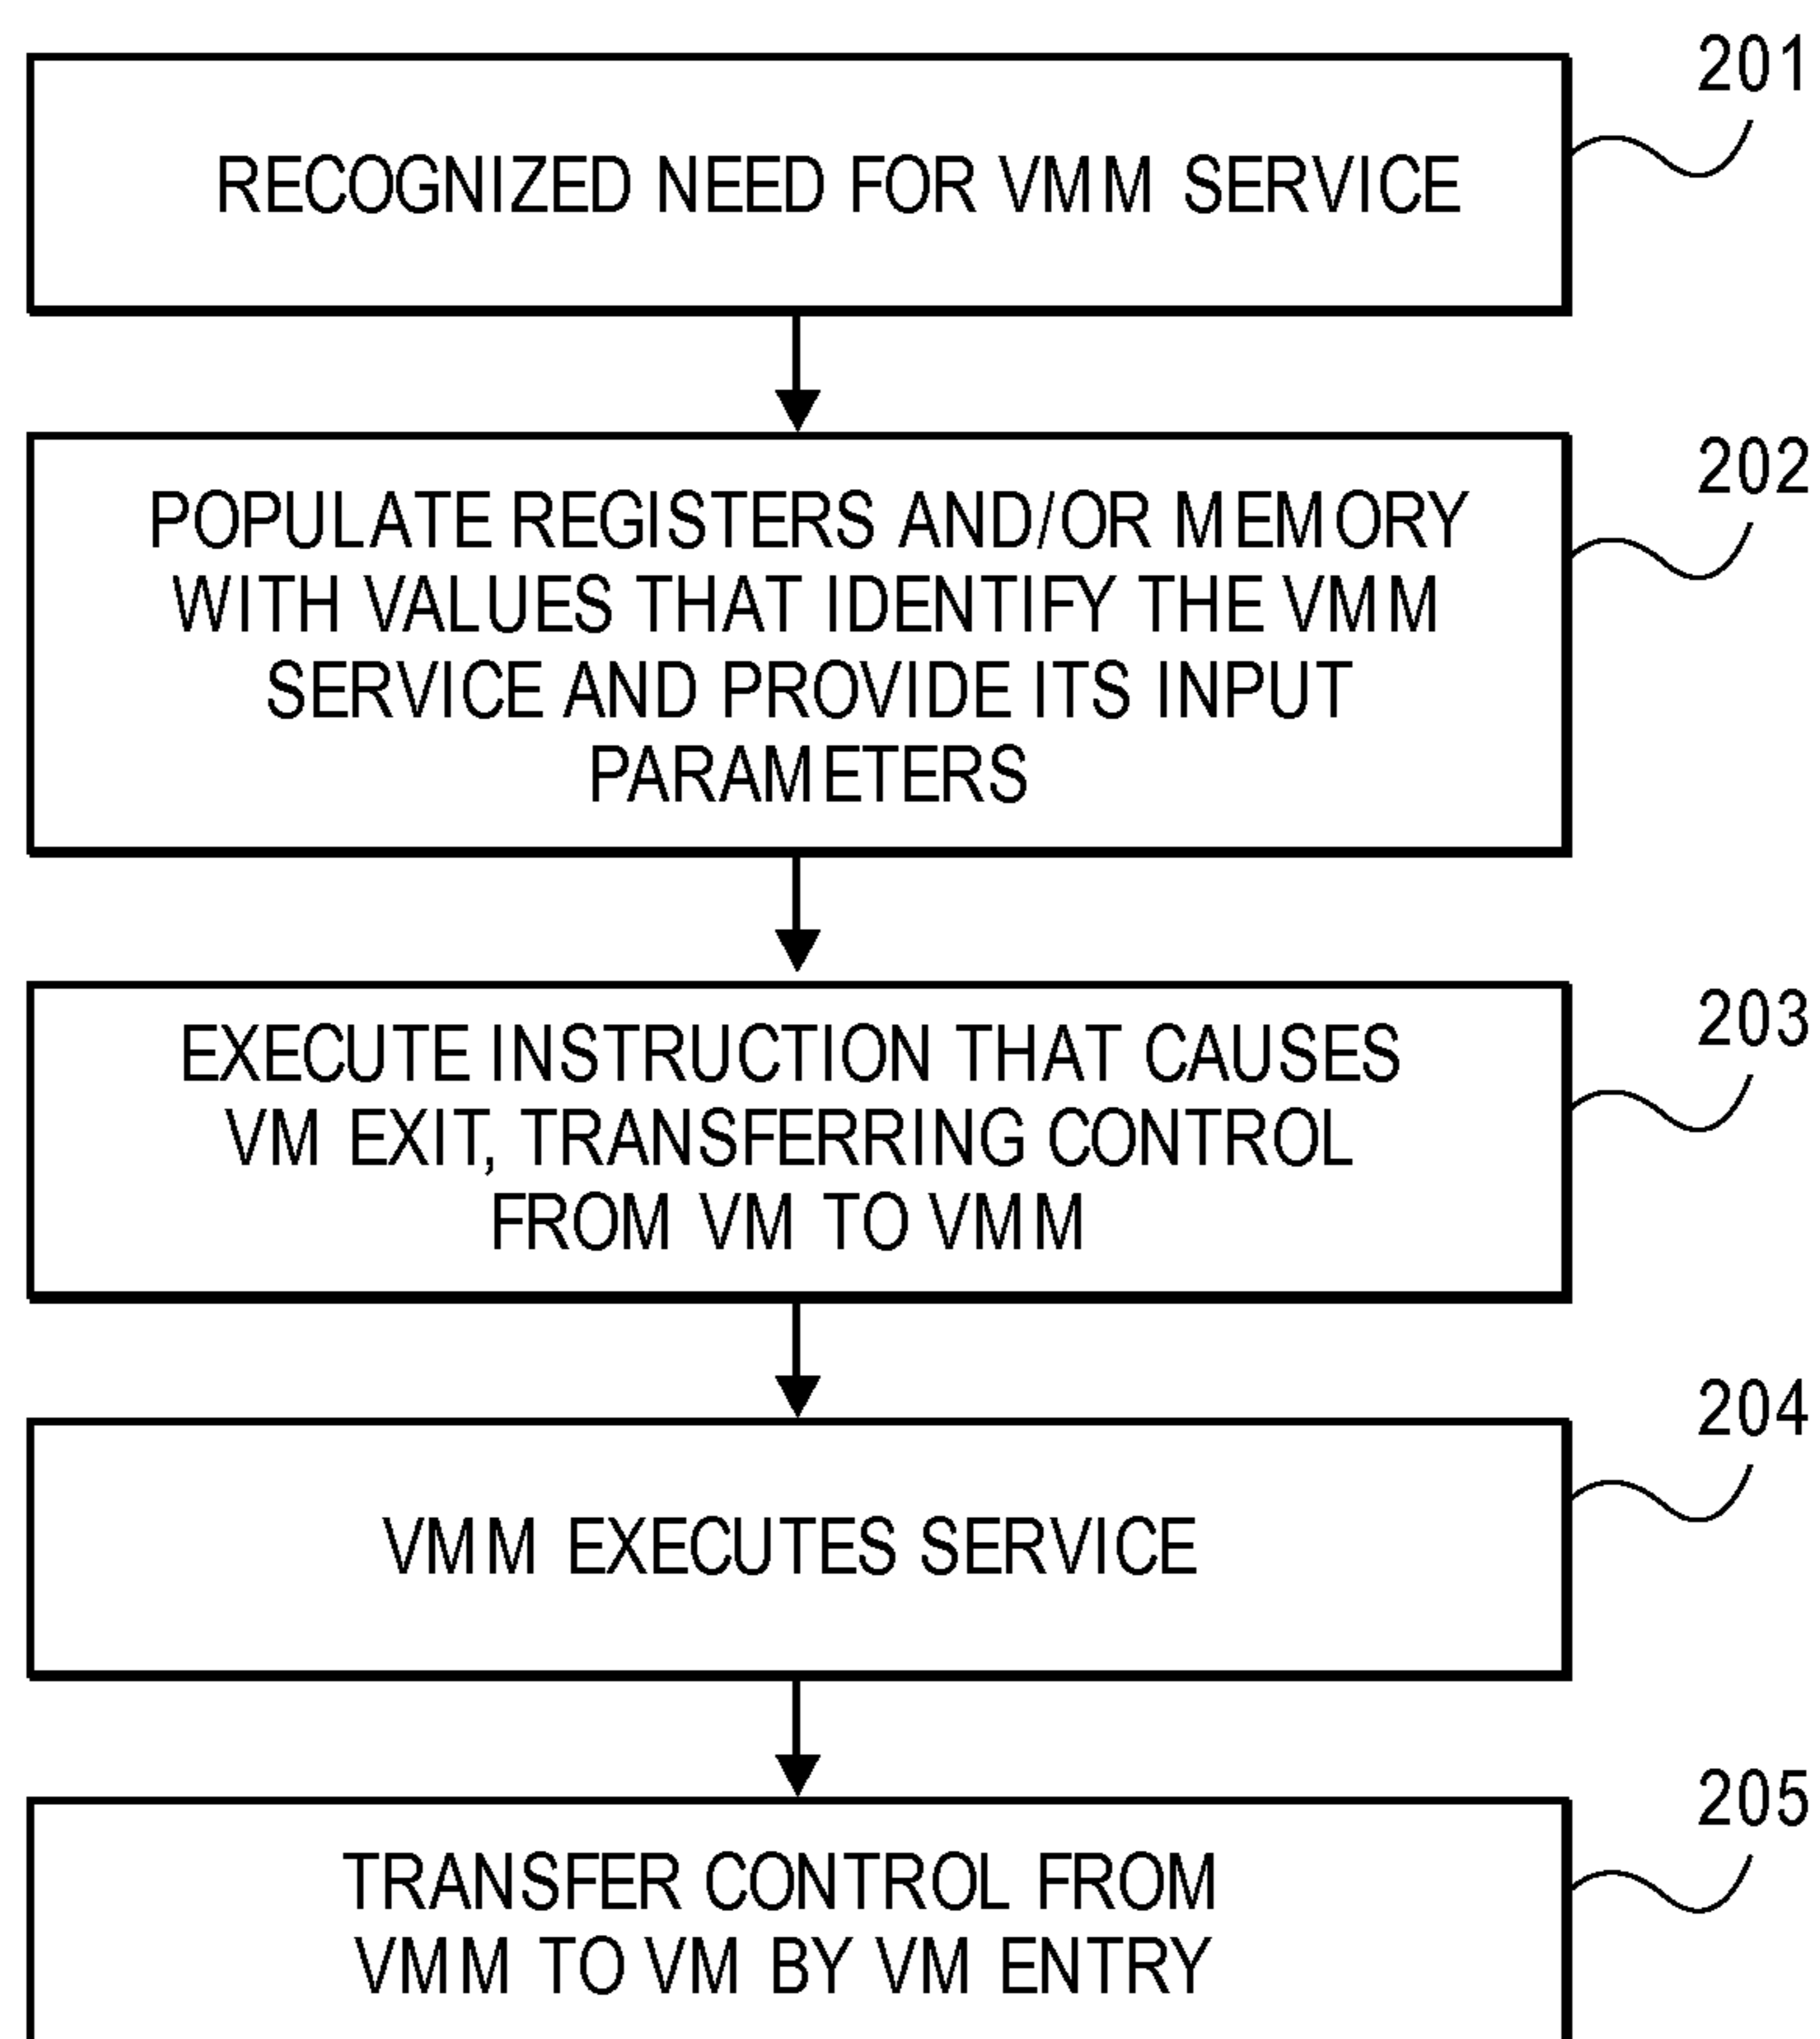 201
RECOGNIZED NEED FOR VMM SERVICE
202
POPULATE REGISTERS AND/OR MEMORY
WITH VALUES THAT IDENTIFY THE VMM
SERVICE AND PROVIDE ITS INPUT
PARAMETERS
203
EXECUTE INSTRUCTION THAT CAUSES
VM EXIT, TRANSFERRING CONTROL
FROM VM TO VMM
204
VMM EXECUTES SERVICE
205
TRANSFER CONTROL FROM
VMM TO VM BY VM ENTRY